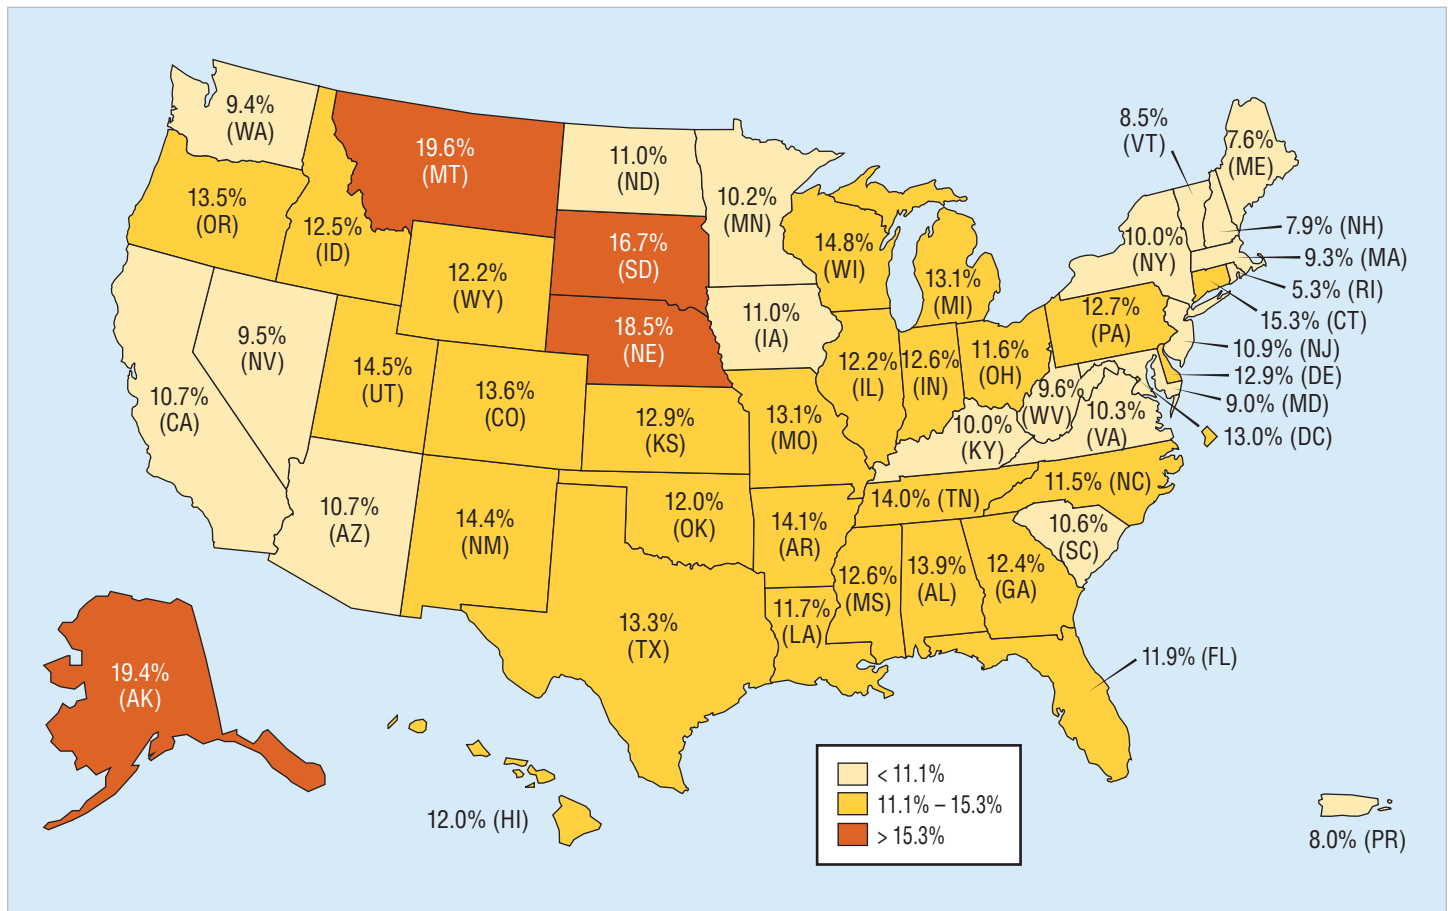 9.4%
(WA)
19.6%
(MT)
11.0%
(ND)
10.2%
(MN)
8.5%
(VT)
7.6%
(ME)
13.5%
(OR)
12.5%
(ID)
12.2%
(WY)
16.7%
(SD)
14.8%
(WI)
13.1%
(MI)
10.0%
(NY)
7.9% (NH)
9.3% (MA)
5.3% (RI)
15.3% (CT)
10.9% (NJ)
12.9% (DE)
9.0% (MD)
13.0% (DC)
9.5%
(NV)
14.5%
(UT)
13.6%
(CO)
18.5%
(NE)
11.0%
(IA)
12.2%
(IL)
12.6%
(IN)
11.6%
(OH)
12.7%
(PA)
9.6%
(WV)
10.3%
(VA)
10.7%
(CA)
12.9%
(KS)
13.1%
(MO)
10.0%
(KY)
10.7%
(AZ)
14.4%
(NM)
12.0%
(OK)
14.1%
(AR)
14.0% (TN)
11.5% (NC)
10.6%
(SC)
13.3%
(TX)
11.7%
(LA)
12.6%
(MS)
13.9%
(AL)
12.4%
(GA)
11.9% (FL)
19.4%
(AK)
12.0% (HI)
< 11.1%
11.1% – 15.3%
> 15.3%
8.0% (PR)